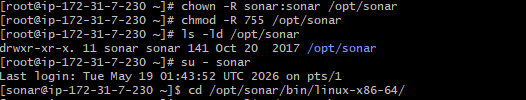 [root@ip-172-31-7-230 ~]# chown -R sonar:sonar /opt/sonar
[root@ip-172-31-7-230 ~]# chmod -R 755 /opt/sonar
[root@ip-172-31-7-230 ~]# ls -ld /opt/sonar
drwxr-xr-x. 11 sonar sonar 141 Oct 20  2017 /opt/sonar
[root@ip-172-31-7-230 ~]# su - sonar
Last login: Tue May 19 01:43:52 UTC 2026 on pts/1
[sonar@ip-172-31-7-230 ~]$ cd /opt/sonar/bin/linux-x86-64/